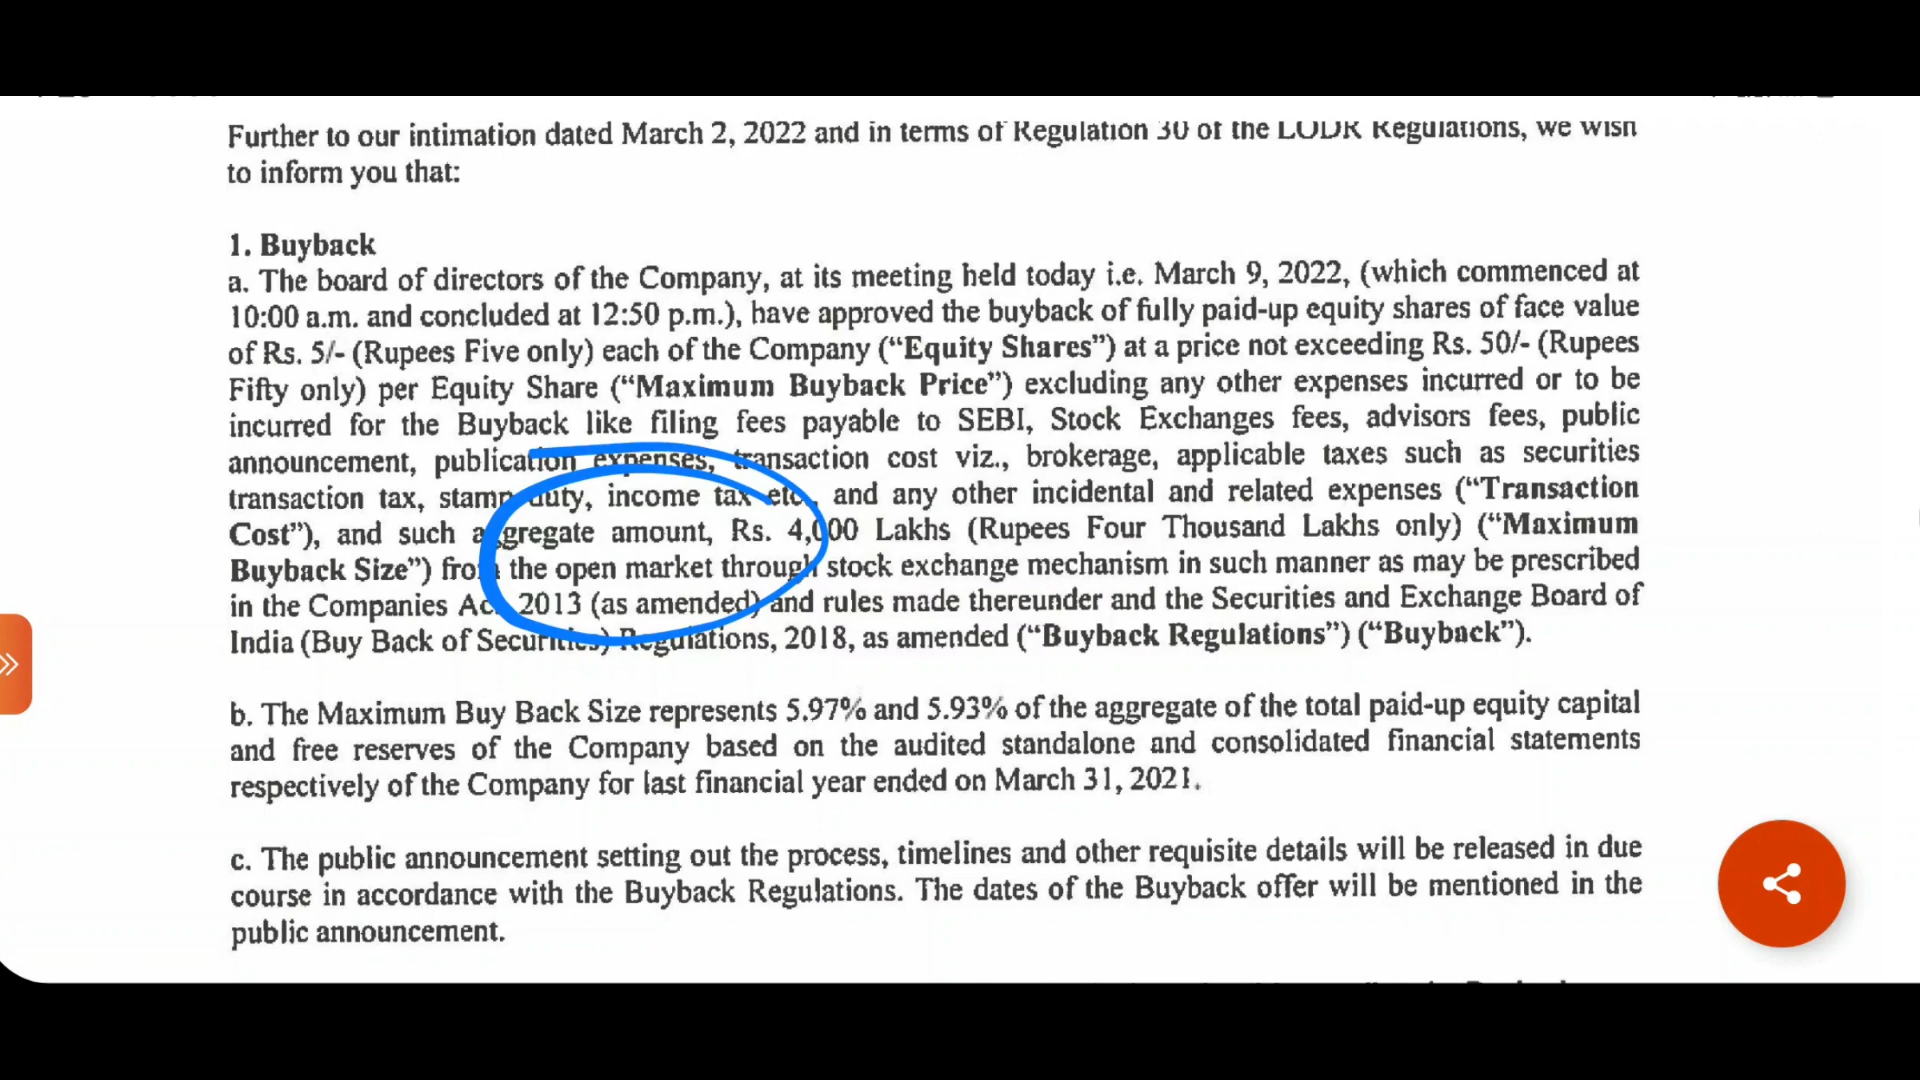 Further to our intimation dated March 2, 2022 and in terms of Regulation 30 of the LODR Regulations, we wish
to inform you that:
1. Buyback
a. The board of directors of the Company, at its meeting held today i.e. March 9, 2022, (which commenced at
10:00 a.m. and concluded at 12:50 p.m.), have approved the buyback of fully paid-up equity shares of face value
of Rs. 5/- (Rupees Five only) each of the Company (“Equity Shares”) at a price not exceeding Rs. 50/- (Rupees
Fifty only) per Equity Share (“Maximum Buyback Price”) excluding any other expenses incurred or to be
incurred for the Buyback like filing fees payable to SEBI, Stock Exchanges fees, advisors fees, public
announcement, publication expenses, transaction cost viz., brokerage, applicable taxes such as securities
transaction tax, stamp duty, income tax etc., and any other incidental and related expenses (“Transaction
Cost”), and such aggregate amount, Rs. 4,000 Lakhs (Rupees Four Thousand Lakhs only) (“Maximum
Buyback Size”) from the open market through stock exchange mechanism in such manner as may be prescribed
in the Companies Act, 2013 (as amended) and rules made thereunder and the Securities and Exchange Board of
India (Buy Back of Securities) Regulations, 2018, as amended (“Buyback Regulations”) (“Buyback”).
b. The Maximum Buy Back Size represents 5.97% and 5.93% of the aggregate of the total paid-up equity capital
and free reserves of the Company based on the audited standalone and consolidated financial statements
respectively of the Company for last financial year ended on March 31, 2021.
c. The public announcement setting out the process, timelines and other requisite details will be released in due
course in accordance with the Buyback Regulations. The dates of the Buyback offer will be mentioned in the
public announcement.